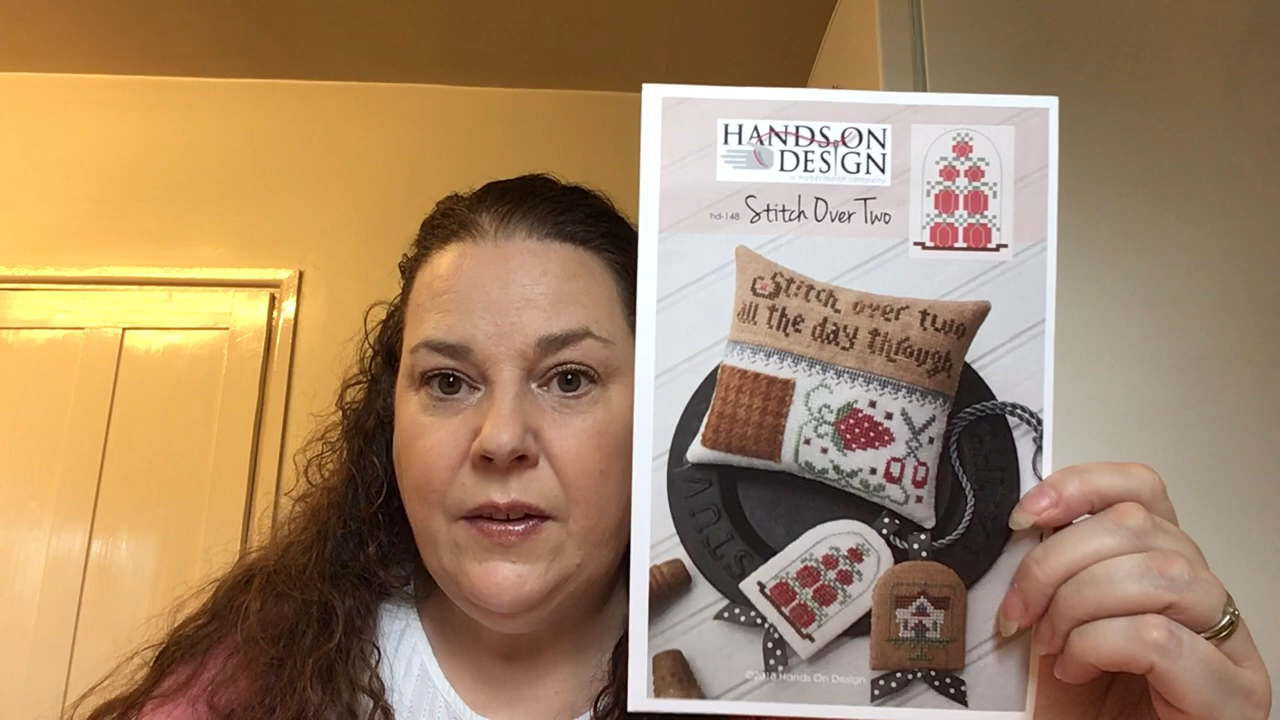 HANDS ON
DESIGN
hd-148 Stitch Over Two
Stitch over two
all the day through
©2018 Hands On Design